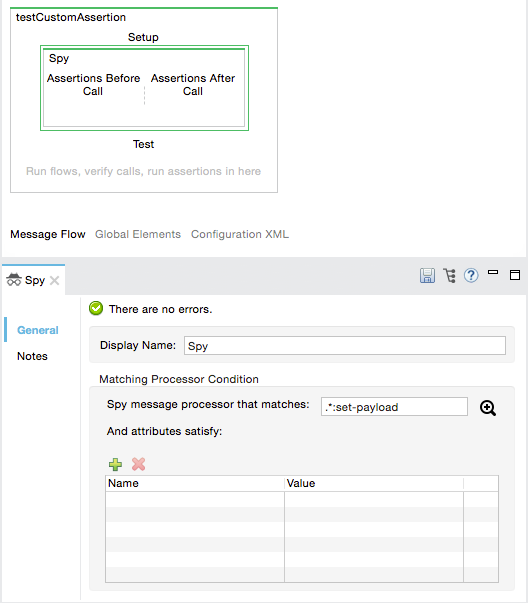 testCustomAssertion
Setup
Spy
Assertions Before Call
Assertions After Call
Test
Run flows, verify calls, run assertions in here
Message Flow Global Elements Configuration XML
Spy
There are no errors.
General
Notes
Display Name: Spy
Matching Processor Condition
Spy message processor that matches: .*:set-payload
And attributes satisfy:
Name Value